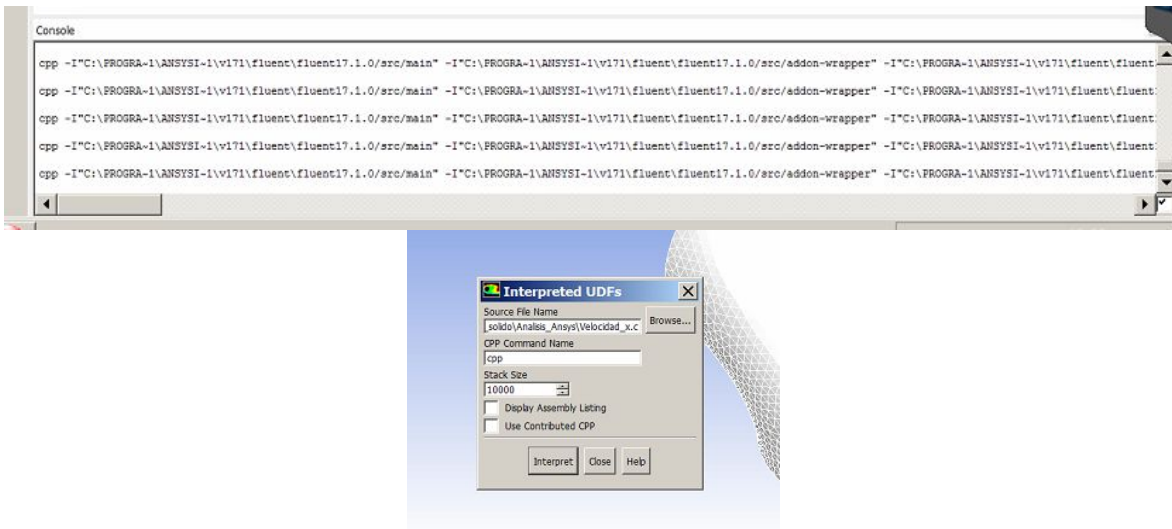 Console
cpp -I"C:\PROGRA~1\ANSYSI~1\v171\fluent\fluent17.1.0/src/main" -I"C:\PROGRA~1\ANSYSI~1\v171\fluent\fluent17.1.0/src/addon-wrapper" -I"C:\PROGRA~1\ANSYSI~1\v171\fluent\fluent
cpp -I"C:\PROGRA~1\ANSYSI~1\v171\fluent\fluent17.1.0/src/main" -I"C:\PROGRA~1\ANSYSI~1\v171\fluent\fluent17.1.0/src/addon-wrapper" -I"C:\PROGRA~1\ANSYSI~1\v171\fluent\fluent
cpp -I"C:\PROGRA~1\ANSYSI~1\v171\fluent\fluent17.1.0/src/main" -I"C:\PROGRA~1\ANSYSI~1\v171\fluent\fluent17.1.0/src/addon-wrapper" -I"C:\PROGRA~1\ANSYSI~1\v171\fluent\fluent
cpp -I"C:\PROGRA~1\ANSYSI~1\v171\fluent\fluent17.1.0/src/main" -I"C:\PROGRA~1\ANSYSI~1\v171\fluent\fluent17.1.0/src/addon-wrapper" -I"C:\PROGRA~1\ANSYSI~1\v171\fluent\fluent
cpp -I"C:\PROGRA~1\ANSYSI~1\v171\fluent\fluent17.1.0/src/main" -I"C:\PROGRA~1\ANSYSI~1\v171\fluent\fluent17.1.0/src/addon-wrapper" -I"C:\PROGRA~1\ANSYSI~1\v171\fluent\fluent
Interpreted UDFs
Source File Name
solido\Analisis_Ansys\Velocidad_x.c Browse...
CPP Command Name
cpp
Stack Size
10000
Display Assembly Listing
Use Contributed CPP
Interpret Close Help